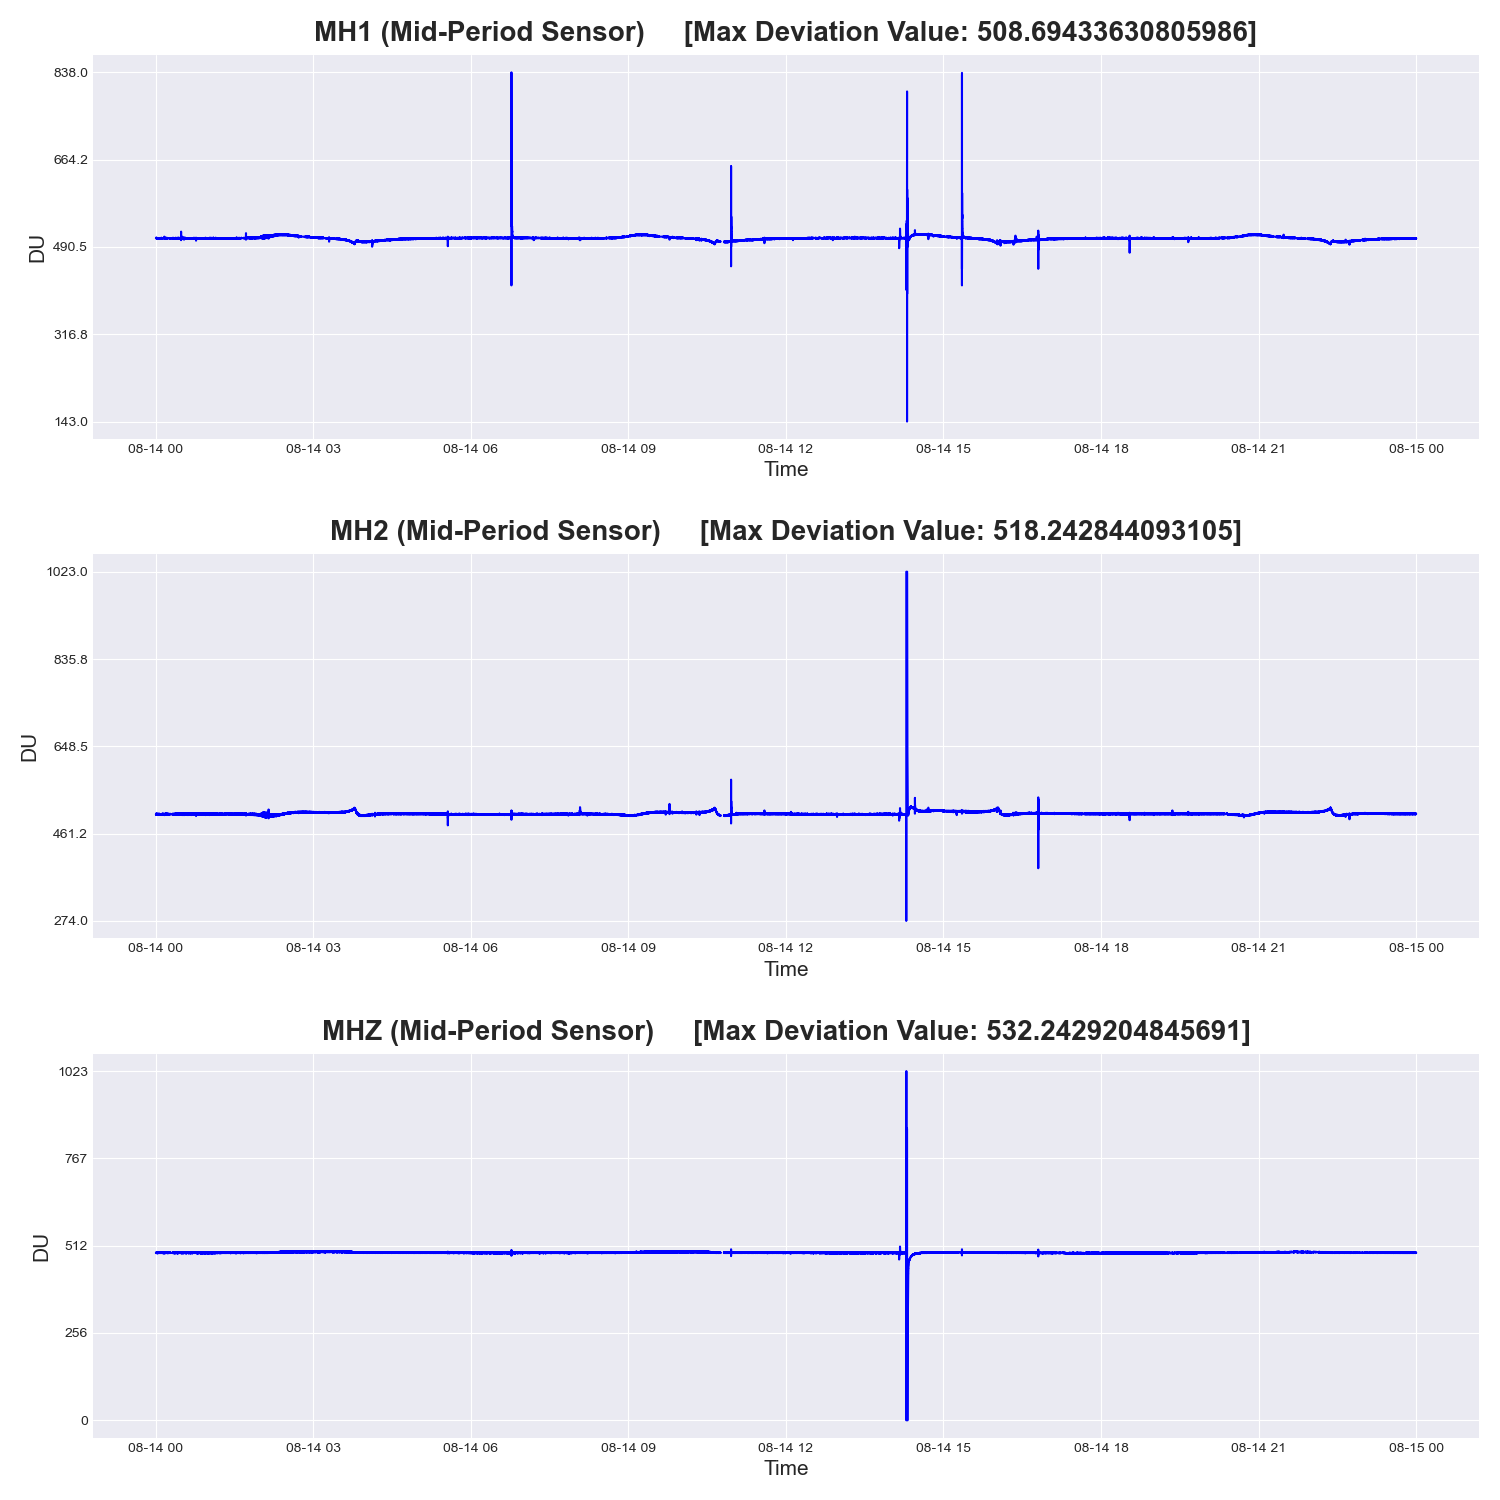 MH1 (Mid-Period Sensor) [Max Deviation Value: 508.69433630805986]
838.0
664.2
490.5
316.8
143.0
DU
08-14 00 08-14 03 08-14 06 08-14 09 08-14 12 08-14 15 08-14 18 08-14 21 08-15 00
Time
MH2 (Mid-Period Sensor) [Max Deviation Value: 518.242844093105]
1023.0
835.8
648.5
461.2
274.0
DU
08-14 00 08-14 03 08-14 06 08-14 09 08-14 12 08-14 15 08-14 18 08-14 21 08-15 00
Time
MHZ (Mid-Period Sensor) [Max Deviation Value: 532.2429204845691]
1023
767
512
256
0
DU
08-14 00 08-14 03 08-14 06 08-14 09 08-14 12 08-14 15 08-14 18 08-14 21 08-15 00
Time